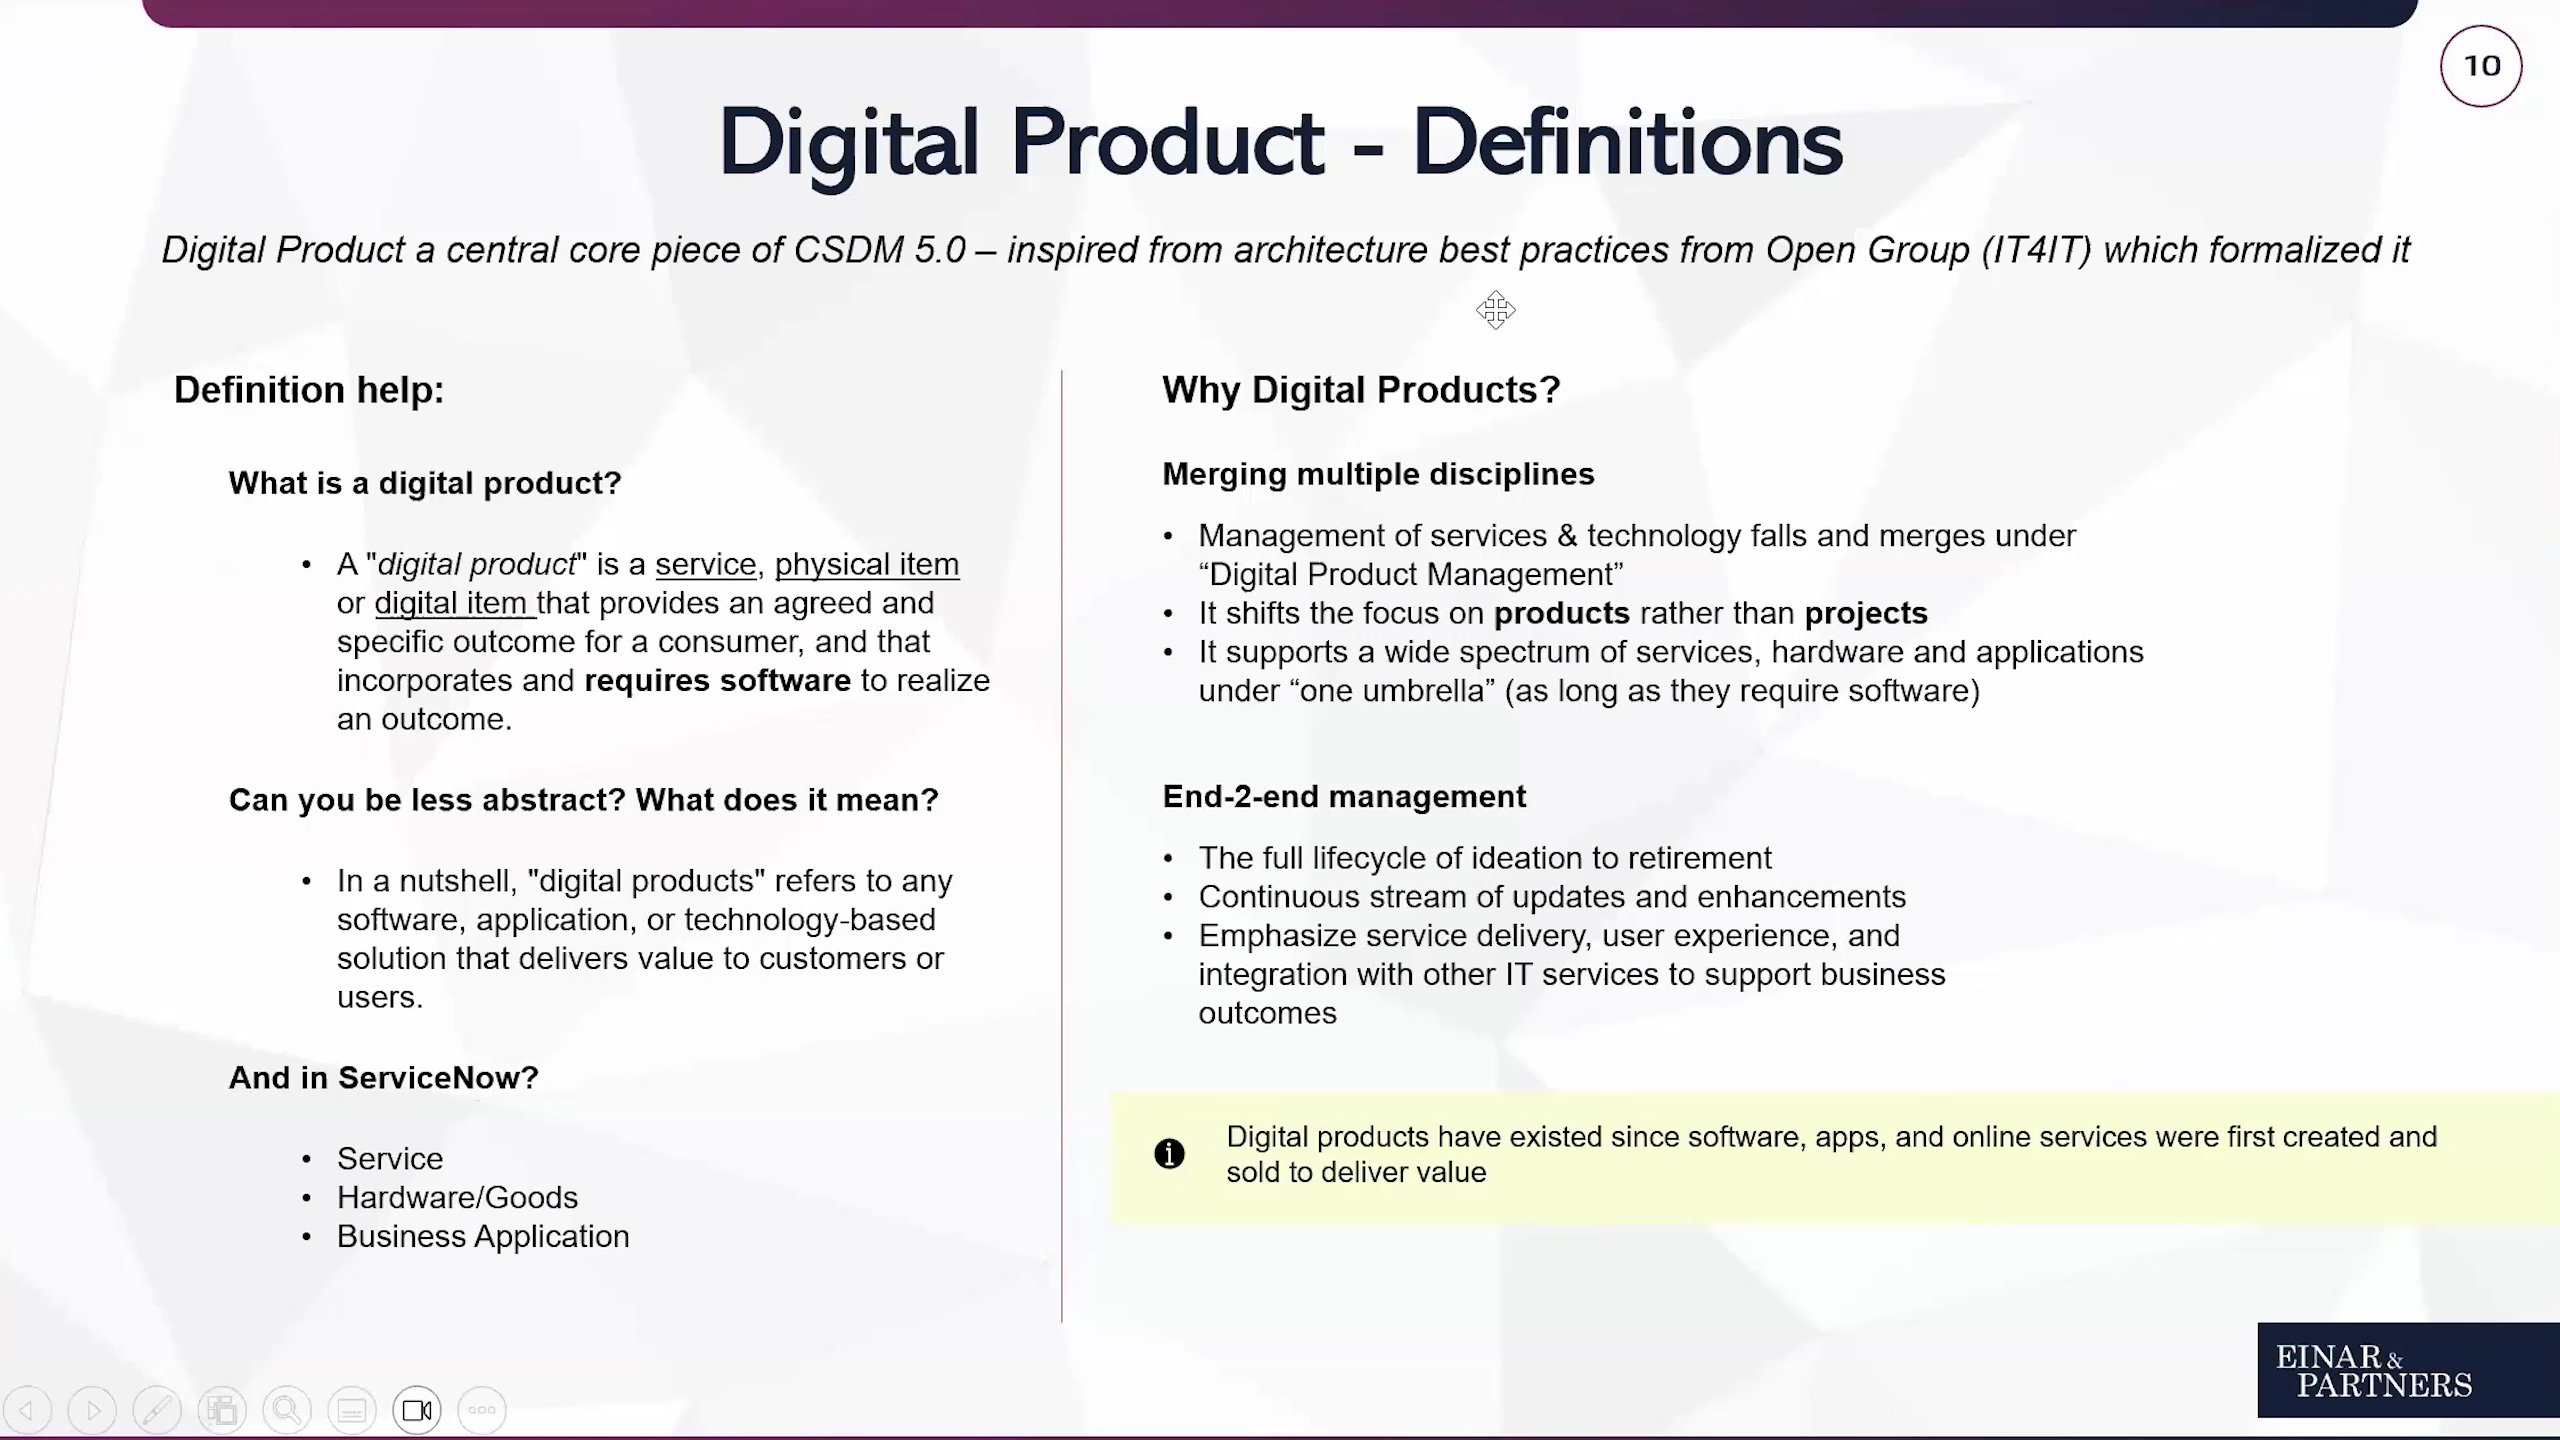 10
Digital Product - Definitions
Digital Product a central core piece of CSDM 5.0 – inspired from architecture best practices from Open Group (IT4IT) which formalized it
Definition help:
What is a digital product?
• A "digital product" is a service, physical item
or digital item that provides an agreed and
specific outcome for a consumer, and that
incorporates and requires software to realize
an outcome.
Can you be less abstract? What does it mean?
• In a nutshell, "digital products" refers to any
software, application, or technology-based
solution that delivers value to customers or
users.
And in ServiceNow?
• Service
• Hardware/Goods
• Business Application
Why Digital Products?
Merging multiple disciplines
• Management of services & technology falls and merges under
“Digital Product Management”
• It shifts the focus on products rather than projects
• It supports a wide spectrum of services, hardware and applications
under “one umbrella” (as long as they require software)
End-2-end management
• The full lifecycle of ideation to retirement
• Continuous stream of updates and enhancements
• Emphasize service delivery, user experience, and
integration with other IT services to support business
outcomes
Digital products have existed since software, apps, and online services were first created and
sold to deliver value
EINAR &
PARTNERS